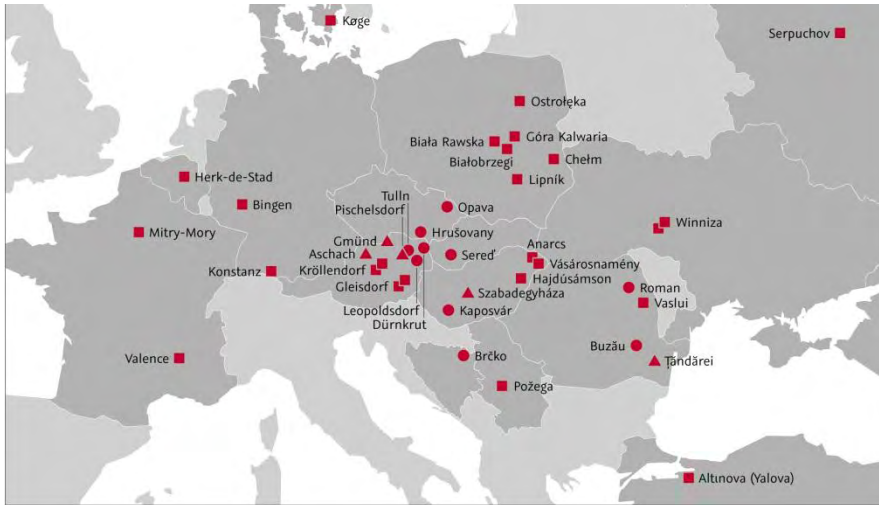 Køge
Serpuchov
Ostrołęka
Góra Kalwaria
Biała Rawska
Białobrzegi
Chełm
Lipník
Herk-de-Stad
Bingen
Mitry-Mory
Tulln
Pischelsdorf
Opava
Winniza
Hrušovany
Gmünd
Aschach
Sereď
Anarcs
Vásárosnamény
Konstanz
Kröllendorf
Hajdúsámson
Gleisdorf
Szabadegyháza
Roman
Vaslui
Leopoldsdorf
Dürnkrut
Kaposvár
Buzău
Valence
Brčko
Țăndărei
Požega
Altınova (Yalova)